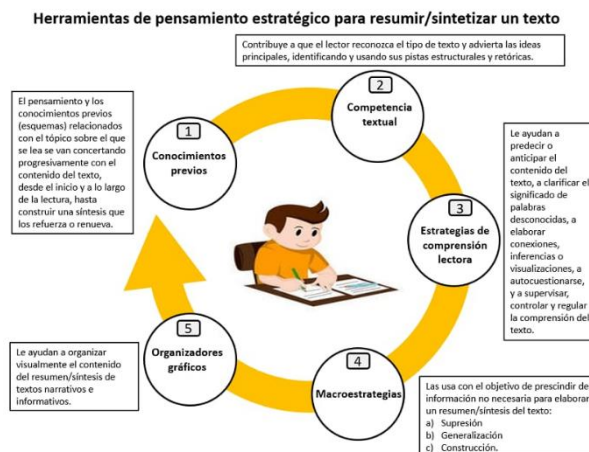 Herramientas de pensamiento estratégico para resumir/sintetizar un texto
Contribuye a que el lector reconozca el tipo de texto y advierta las ideas
principales, identificando y usando sus pistas estructurales y retóricas.
El pensamiento y los
conocimientos previos
(esquemas) relacionados
con el tópico sobre el que
se lea se van concertando
progresivamente con el
contenido del texto,
desde el inicio y a lo largo
de la lectura, hasta
construir una síntesis que
los refuerza o renueva.
1
Conocimientos
previos
2
Competencia
textual
3
Estrategias de
comprensión
lectora
Le ayudan a
predecir o
anticipar el
contenido del
texto, a clarificar el
significado de
palabras
desconocidas, a
elaborar
conexiones,
inferencias o
visualizaciones, a
autocuestionarse,
y a supervisar,
controlar y regular
la comprensión del
texto.
4
Macroestrategias
Las usa con el objetivo de prescindir de
información no necesaria para elaborar
un resumen/síntesis del texto:
a) Supresión
b) Generalización
c) Construcción.
5
Organizadores
gráficos
Le ayudan a organizar
visualmente el contenido
del resumen/síntesis de
textos narrativos e
informativos.